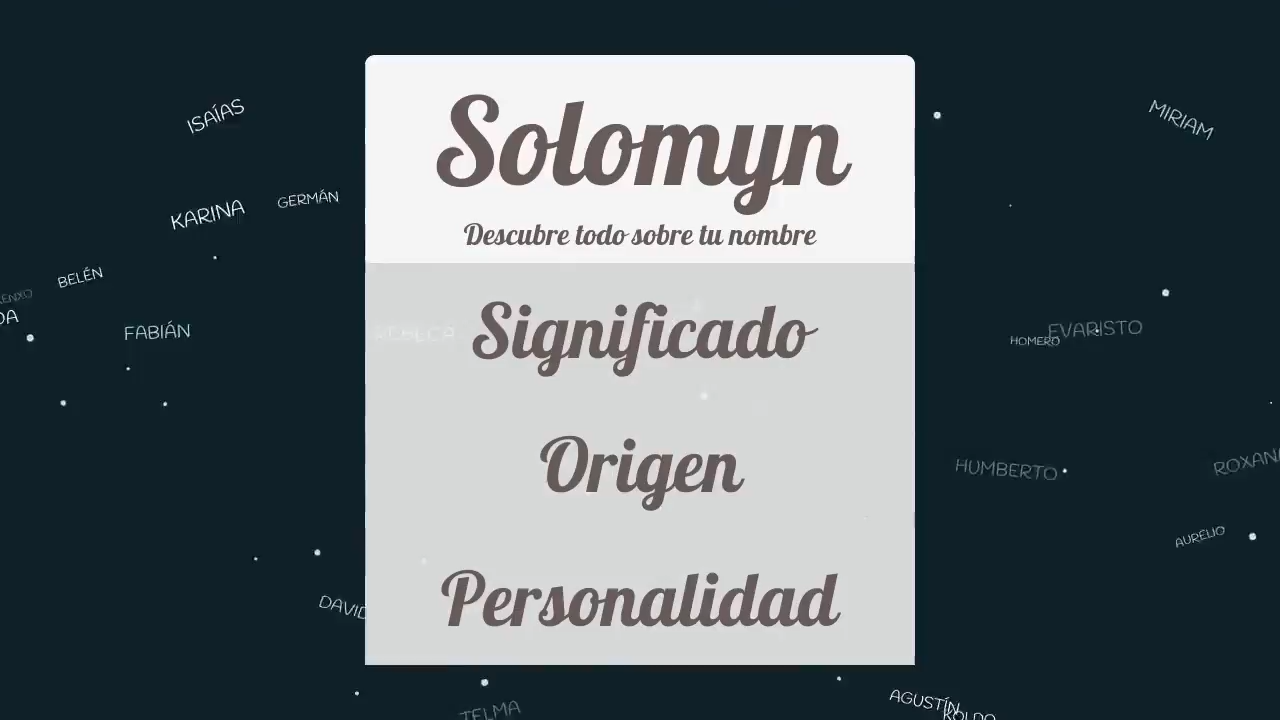 Solomyn
Descubre todo sobre tu nombre
Significado
Origen
Personalidad
ISAÍAS
MIRIAM
KARINA
GERMÁN
BELÉN
FABIÁN
REBECA
HOMERO
EVARISTO
HUMBERTO
AURELIO
DAVID
AGUSTÍN
TELMA